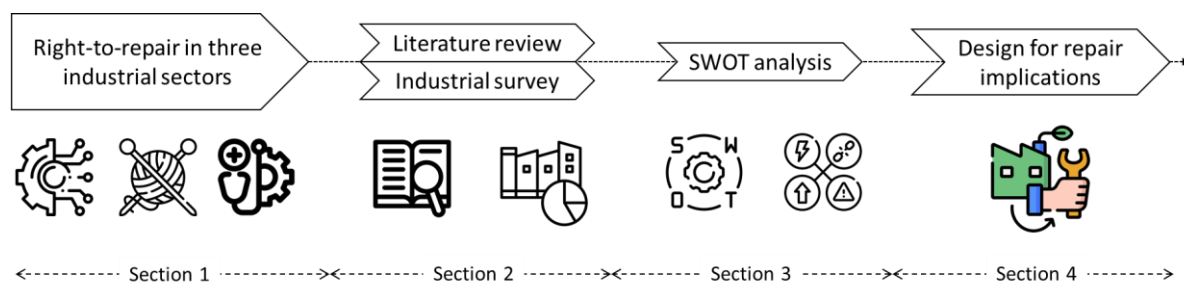 Right-to-repair in three
industrial sectors
Literature review
Industrial survey
SWOT analysis
Design for repair
implications
S W
O T
Section 1
Section 2
Section 3
Section 4